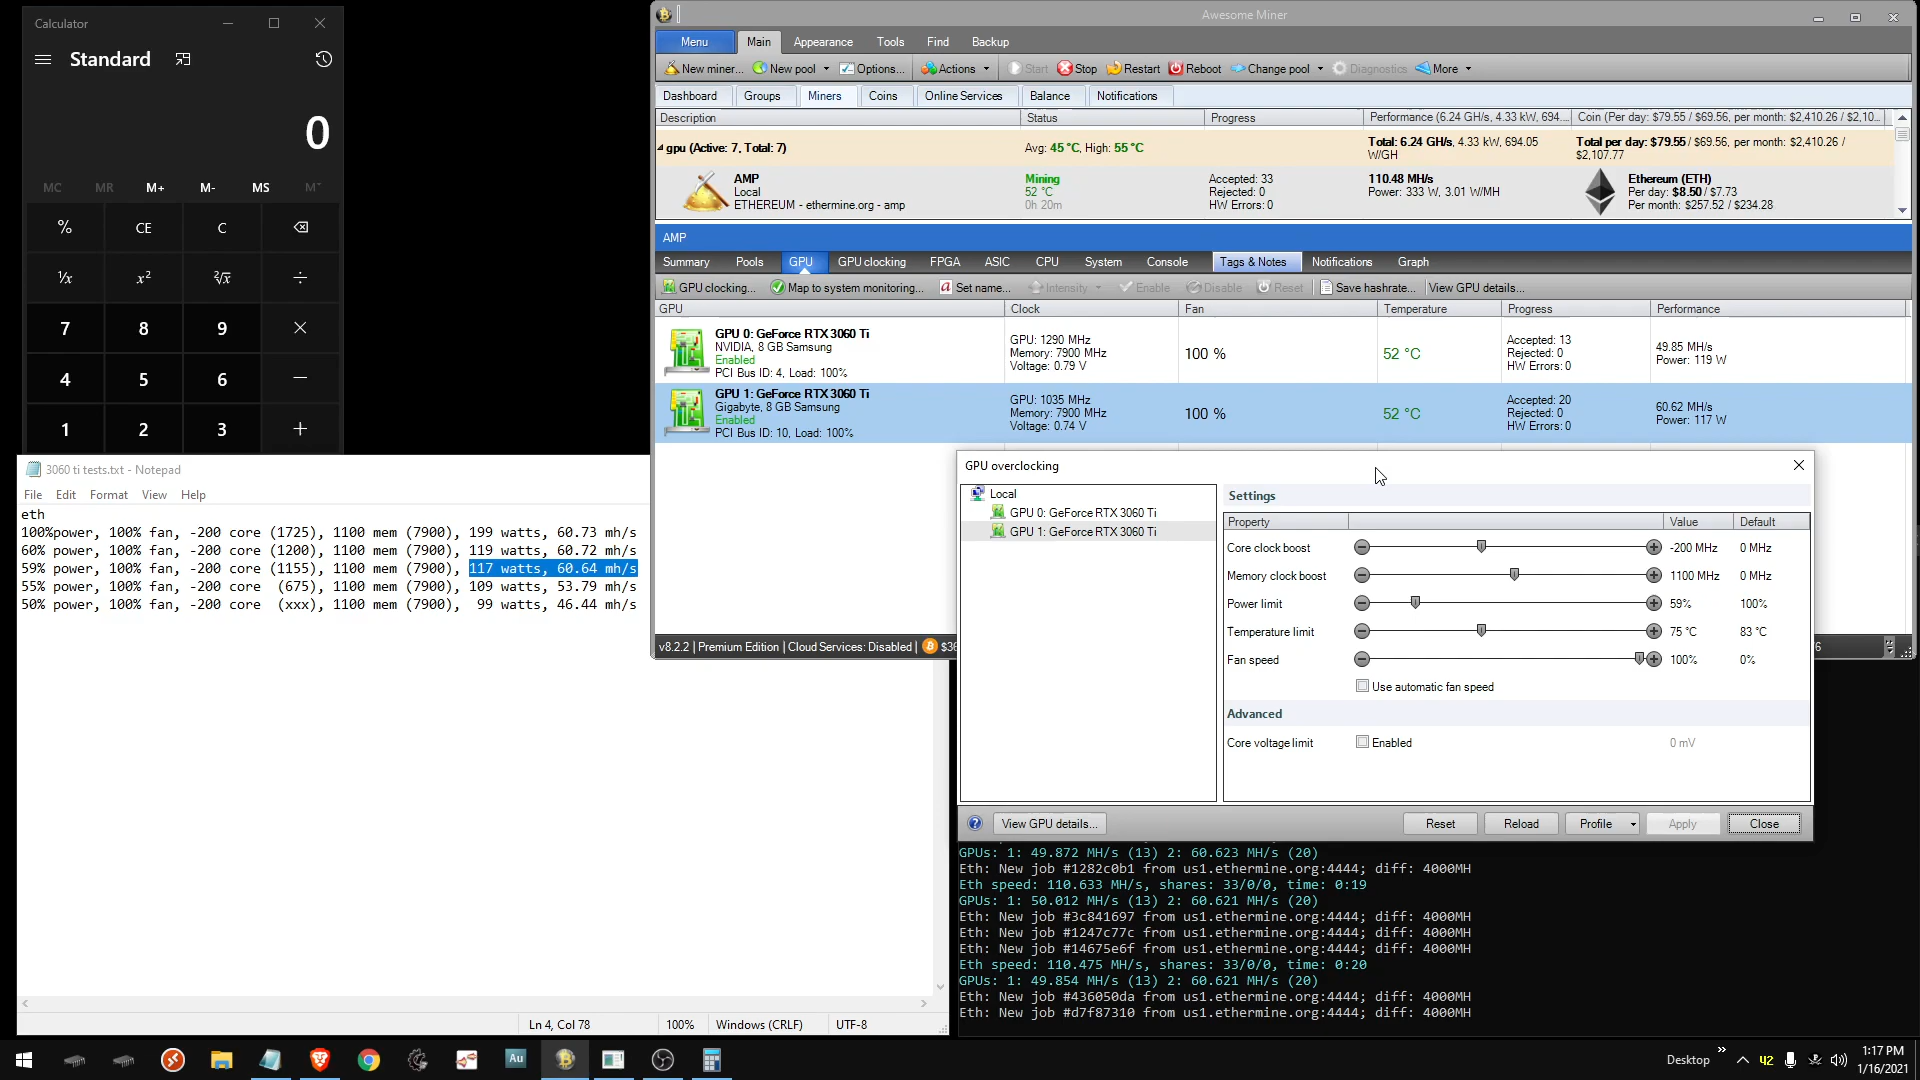 Calculator
Standard
0
MC MR M+ M- MS M˅
% CE C
¹/x x² ²√x ÷
7 8 9 ×
4 5 6 −
1 2 3 +
3060 ti tests.txt - Notepad
File Edit Format View Help
eth
100%power, 100% fan, -200 core (1725), 1100 mem (7900), 199 watts, 60.73 mh/s
60% power, 100% fan, -200 core (1200), 1100 mem (7900), 119 watts, 60.72 mh/s
59% power, 100% fan, -200 core (1155), 1100 mem (7900), 117 watts, 60.64 mh/s
55% power, 100% fan, -200 core (675), 1100 mem (7900), 109 watts, 53.79 mh/s
50% power, 100% fan, -200 core (xxx), 1100 mem (7900), 99 watts, 46.44 mh/s
Ln 4, Col 78 100% Windows (CRLF) UTF-8
Awesome Miner
Menu Main Appearance Tools Find Backup
New miner... New pool Options... Actions Start Stop Restart Reboot Change pool Diagnostics More
Dashboard Groups Miners Coins Online Services Balance Notifications
Description Status Progress Performance (6.24 GH/s, 4.33 kW, 694.... Coin (Per day: $79.55 / $69.56, per month: $2,410.26 / $2,10...
gpu (Active: 7, Total: 7) Avg: 45 °C, High: 55 °C Total: 6.24 GH/s, 4.33 kW, 694.05 Total per day: $79.55 / $69.56, per month: $2,410.26 /
W/GH $2,107.77
AMP Mining Accepted: 33 110.48 MH/s Ethereum (ETH)
Local 52 °C Rejected: 0 Power: 333 W, 3.01 W/MH Per day: $8.50 / $7.73
ETHEREUM - ethermine.org - amp 0h 20m HW Errors: 0 Per month: $257.52 / $234.28
AMP
Summary Pools GPU GPU clocking FPGA ASIC CPU System Console Tags & Notes Notifications Graph
GPU clocking... Map to system monitoring... Set name... Intensity Enable Disable Reset Save hashrate... View GPU details...
GPU Clock Fan Temperature Progress Performance
GPU 0: GeForce RTX 3060 Ti
NVIDIA, 8 GB Samsung
Enabled
PCI Bus ID: 4, Load: 100%
GPU: 1290 MHz
Memory: 7900 MHz
Voltage: 0.79 V
100 %
52 °C
Accepted: 13
Rejected: 0
HW Errors: 0
49.85 MH/s
Power: 119 W
GPU 1: GeForce RTX 3060 Ti
Gigabyte, 8 GB Samsung
Enabled
PCI Bus ID: 10, Load: 100%
GPU: 1035 MHz
Memory: 7900 MHz
Voltage: 0.74 V
100 %
52 °C
Accepted: 20
Rejected: 0
HW Errors: 0
60.62 MH/s
Power: 117 W
v8.2.2 | Premium Edition | Cloud Services: Disabled | $36
6
GPU overclocking
Local
GPU 0: GeForce RTX 3060 Ti
GPU 1: GeForce RTX 3060 Ti
Settings
Property Value Default
Core clock boost -200 MHz 0 MHz
Memory clock boost 1100 MHz 0 MHz
Power limit 59% 100%
Temperature limit 75 °C 83 °C
Fan speed 100% 0%
Use automatic fan speed
Advanced
Core voltage limit Enabled 0 mV
View GPU details... Reset Reload Profile Apply Close
GPUs: 1: 49.872 MH/s (13) 2: 60.623 MH/s (20)
Eth: New job #1282c0b1 from us1.ethermine.org:4444; diff: 4000MH
Eth speed: 110.633 MH/s, shares: 33/0/0, time: 0:19
GPUs: 1: 50.012 MH/s (13) 2: 60.621 MH/s (20)
Eth: New job #3c841697 from us1.ethermine.org:4444; diff: 4000MH
Eth: New job #1247c77c from us1.ethermine.org:4444; diff: 4000MH
Eth: New job #14675e6f from us1.ethermine.org:4444; diff: 4000MH
Eth speed: 110.475 MH/s, shares: 33/0/0, time: 0:20
GPUs: 1: 49.854 MH/s (13) 2: 60.621 MH/s (20)
Eth: New job #436050da from us1.ethermine.org:4444; diff: 4000MH
Eth: New job #d7f87310 from us1.ethermine.org:4444; diff: 4000MH
Au
Desktop » 42 1:17 PM
1/16/2021